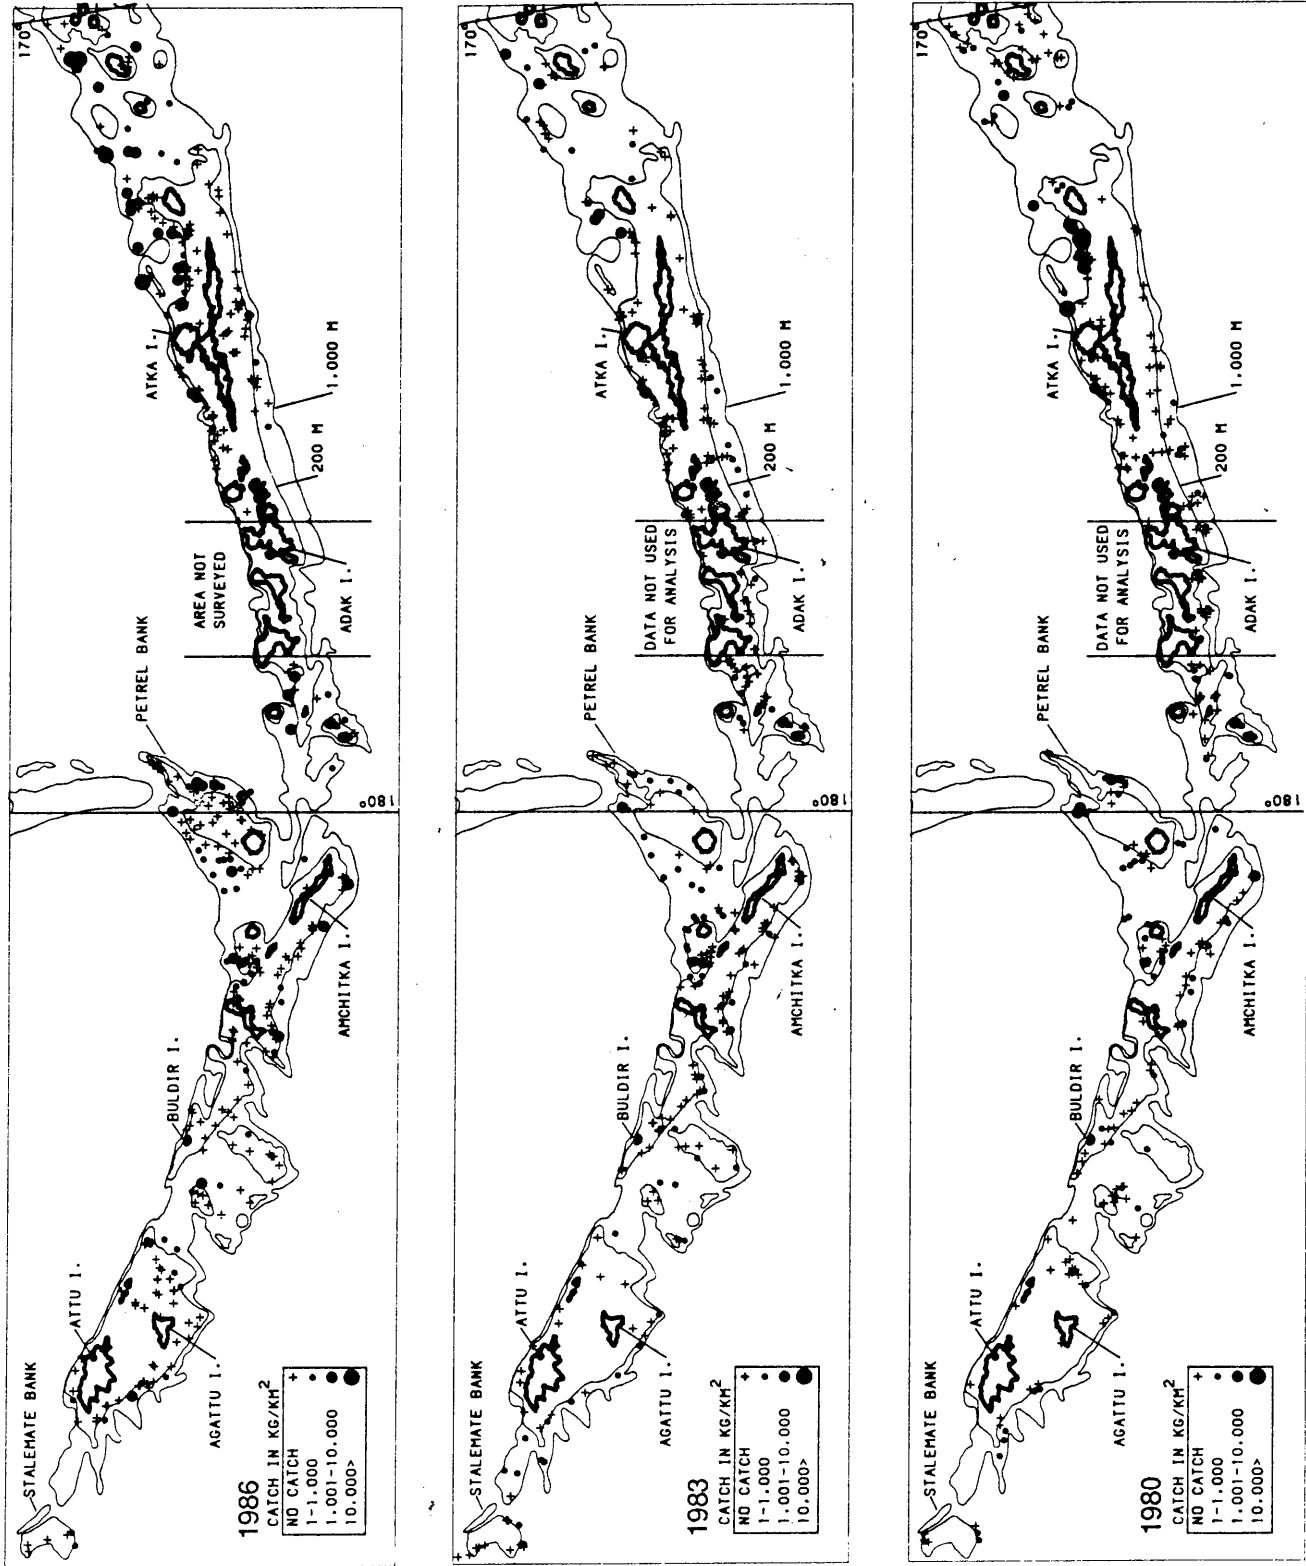 1986
CATCH IN KG/KM²
NO CATCH +
1-1.000
1.001-10.000
10.000>
STALEMATE BANK
ATTU I.
AGATTU I.
BULDIR I.
AMCHITKA I.
PETREL BANK
180°
AREA NOT
SURVEYED
ADAK I.
ATKA I.
200 M
1.000 M
170°
1983
CATCH IN KG/KM²
NO CATCH +
1-1.000
1.001-10.000
10.000>
STALEMATE BANK
ATTU I.
AGATTU I.
BULDIR I.
AMCHITKA I.
PETREL BANK
180°
DATA NOT USED
FOR ANALYSIS
ADAK I.
ATKA I.
200 M
1.000 M
170°
1980
CATCH IN KG/KM²
NO CATCH +
1-1.000
1.001-10.000
10.000>
STALEMATE BANK
ATTU I.
AGATTU I.
BULDIR I.
AMCHITKA I.
PETREL BANK
180°
DATA NOT USED
FOR ANALYSIS
ADAK I.
ATKA I.
200 M
1.000 M
170°